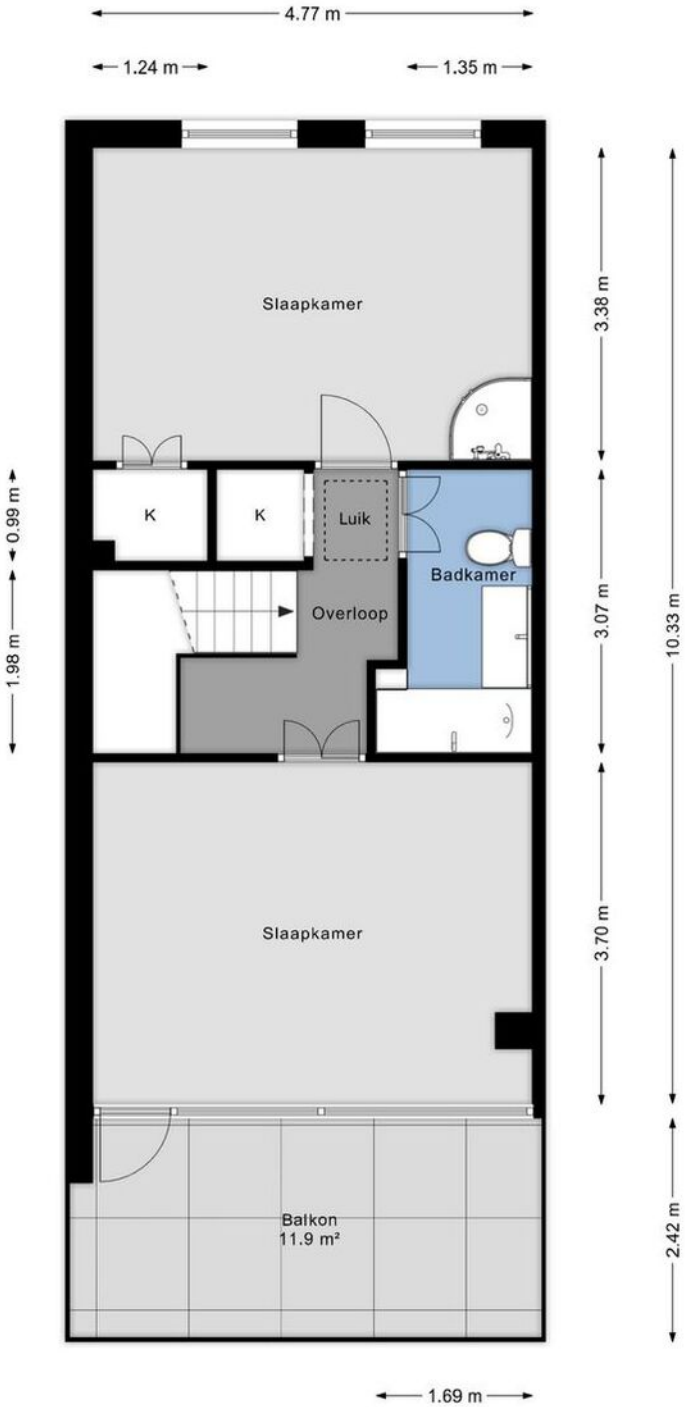 4.77 m
1.24 m
1.35 m
Slaapkamer
3.38 m
0.99 m
K
K
Luik
Badkamer
Overloop
1.98 m
3.07 m
10.33 m
Slaapkamer
3.70 m
Balkon
11.9 m²
2.42 m
1.69 m